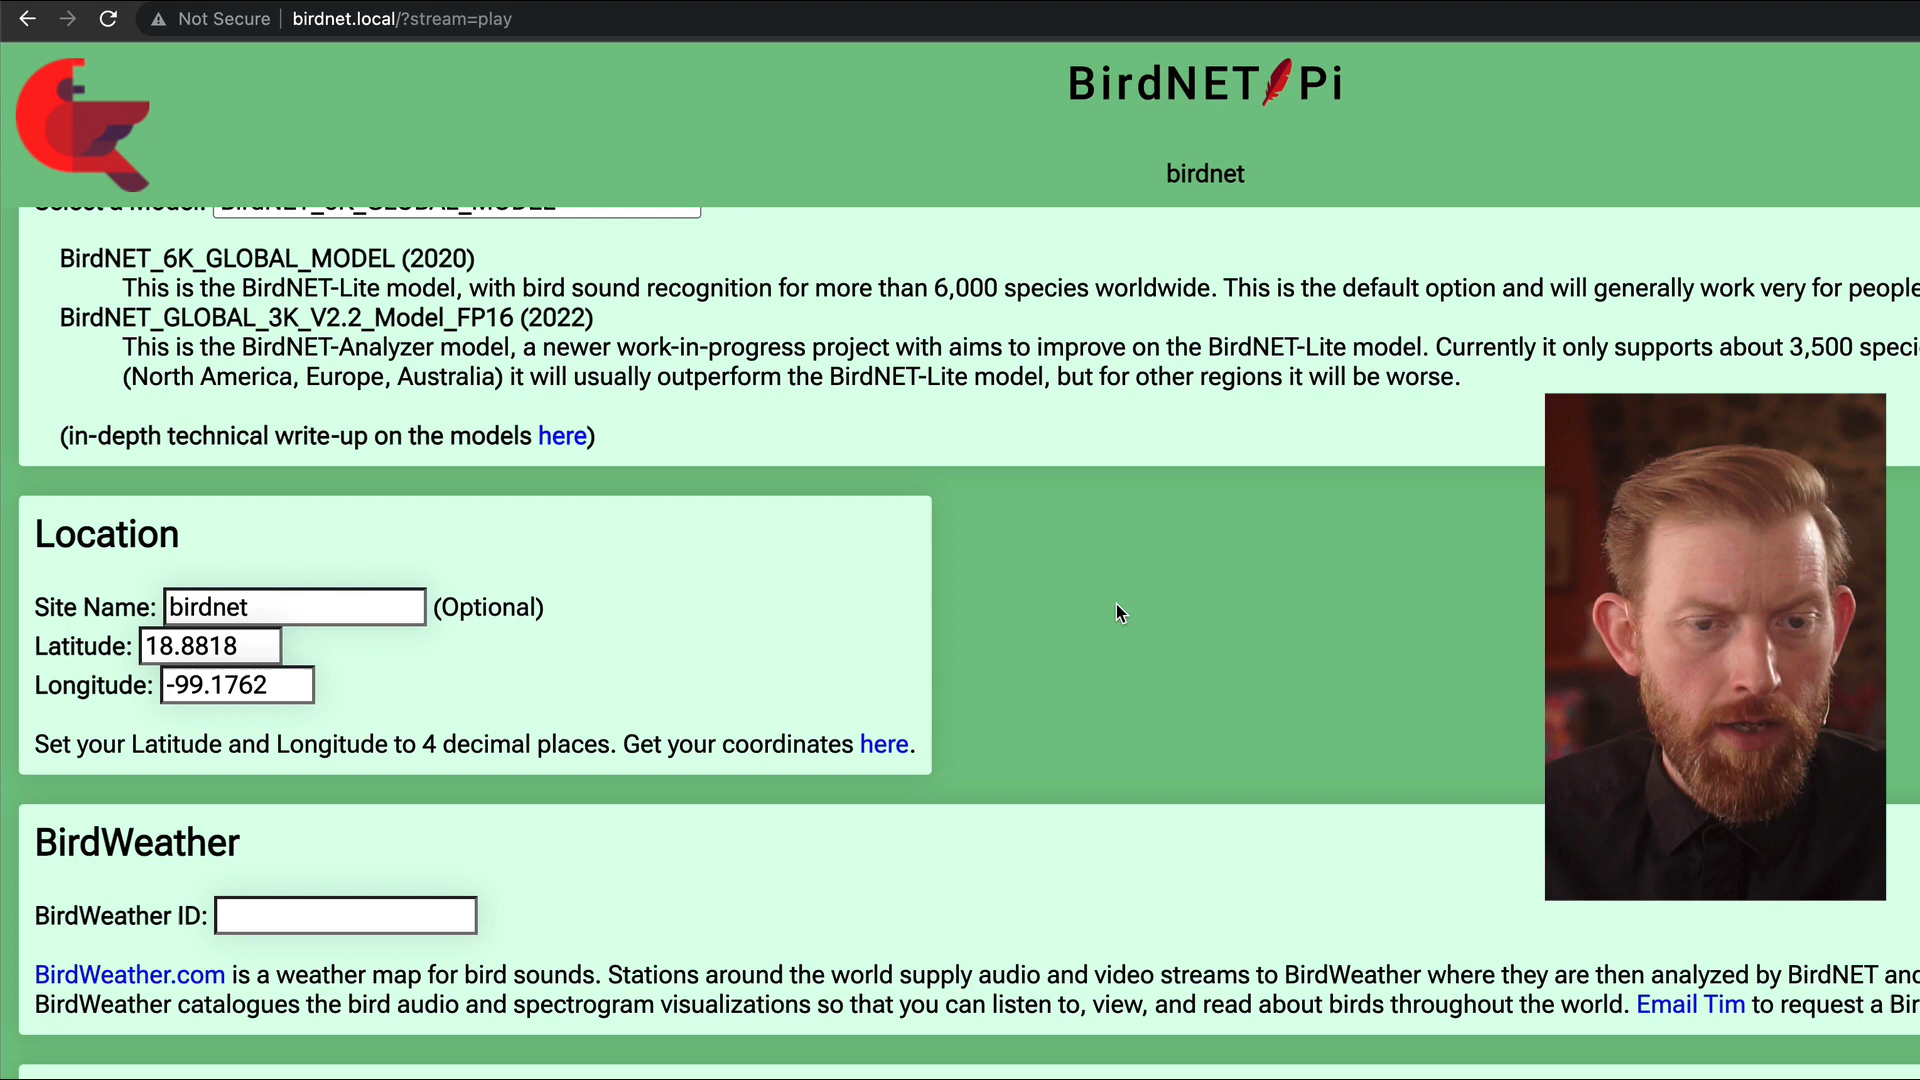 Not Secure | birdnet.local/?stream=play
BirdNET Pi
birdnet
Select a Model: BirdNET_6K_GLOBAL_MODEL
BirdNET_6K_GLOBAL_MODEL (2020)
This is the BirdNET-Lite model, with bird sound recognition for more than 6,000 species worldwide. This is the default option and will generally work very for people
BirdNET_GLOBAL_3K_V2.2_Model_FP16 (2022)
This is the BirdNET-Analyzer model, a newer work-in-progress project with aims to improve on the BirdNET-Lite model. Currently it only supports about 3,500 speci
(North America, Europe, Australia) it will usually outperform the BirdNET-Lite model, but for other regions it will be worse.
(in-depth technical write-up on the models here)
Location
Site Name: birdnet (Optional)
Latitude: 18.8818
Longitude: -99.1762
Set your Latitude and Longitude to 4 decimal places. Get your coordinates here.
BirdWeather
BirdWeather ID:
BirdWeather.com is a weather map for bird sounds. Stations around the world supply audio and video streams to BirdWeather where they are then analyzed by BirdNET and
BirdWeather catalogues the bird audio and spectrogram visualizations so that you can listen to, view, and read about birds throughout the world. Email Tim to request a Bir